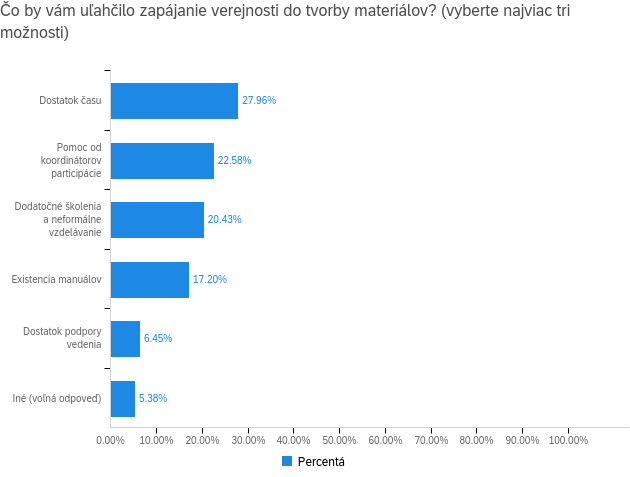 Čo by vám uľahčilo zapájanie verejnosti do tvorby materiálov? (vyberte najviac tri
možnosti)
Dostatok času
27.96%
Pomoc od
koordinátorov
participácie
22.58%
Dodatočné školenia
a neformálne
vzdelávanie
20.43%
Existencia manuálov
17.20%
Dostatok podpory
vedenia
6.45%
Iné (voľná odpoveď)
5.38%
0.00% 10.00% 20.00% 30.00% 40.00% 50.00% 60.00% 70.00% 80.00% 90.00% 100.00%
Percentá